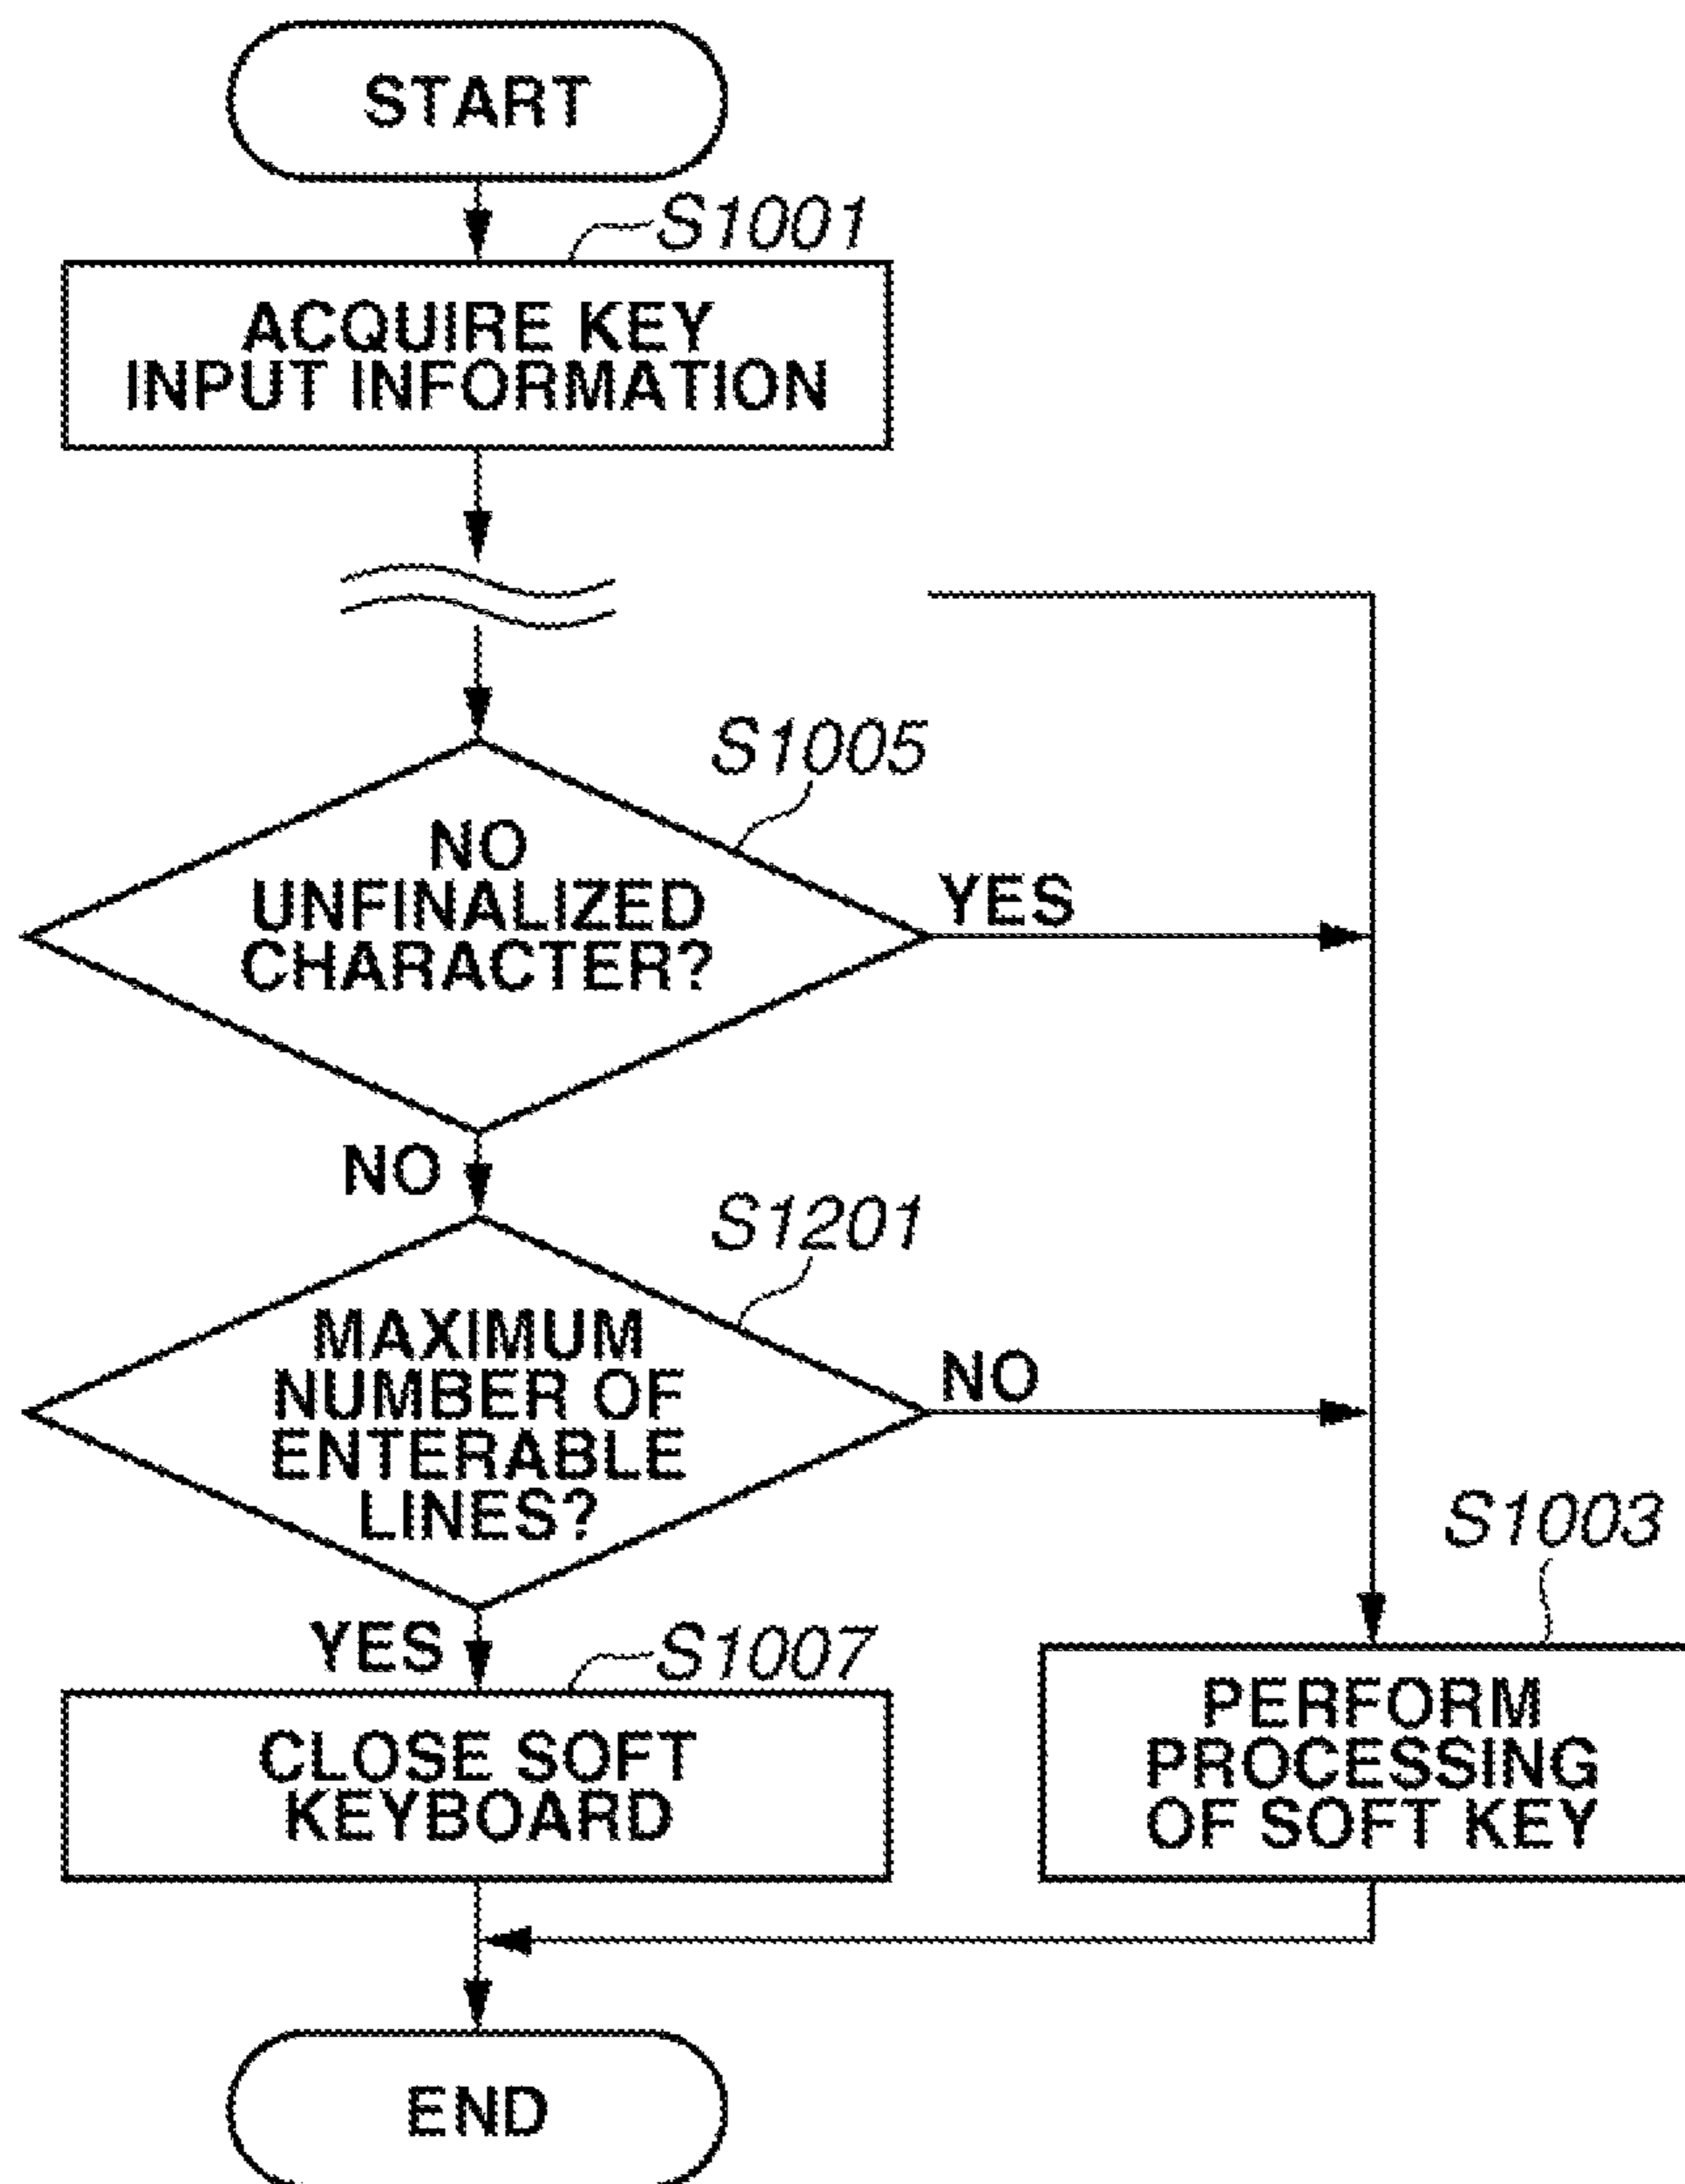 START
S1001
ACQUIRE KEY
INPUT INFORMATION
S1005
NO
UNFINALIZED
CHARACTER?
YES
NO
S1201
MAXIMUM
NUMBER OF
ENTERABLE
LINES?
NO
YES
S1007
CLOSE SOFT
KEYBOARD
S1003
PERFORM
PROCESSING
OF SOFT KEY
END